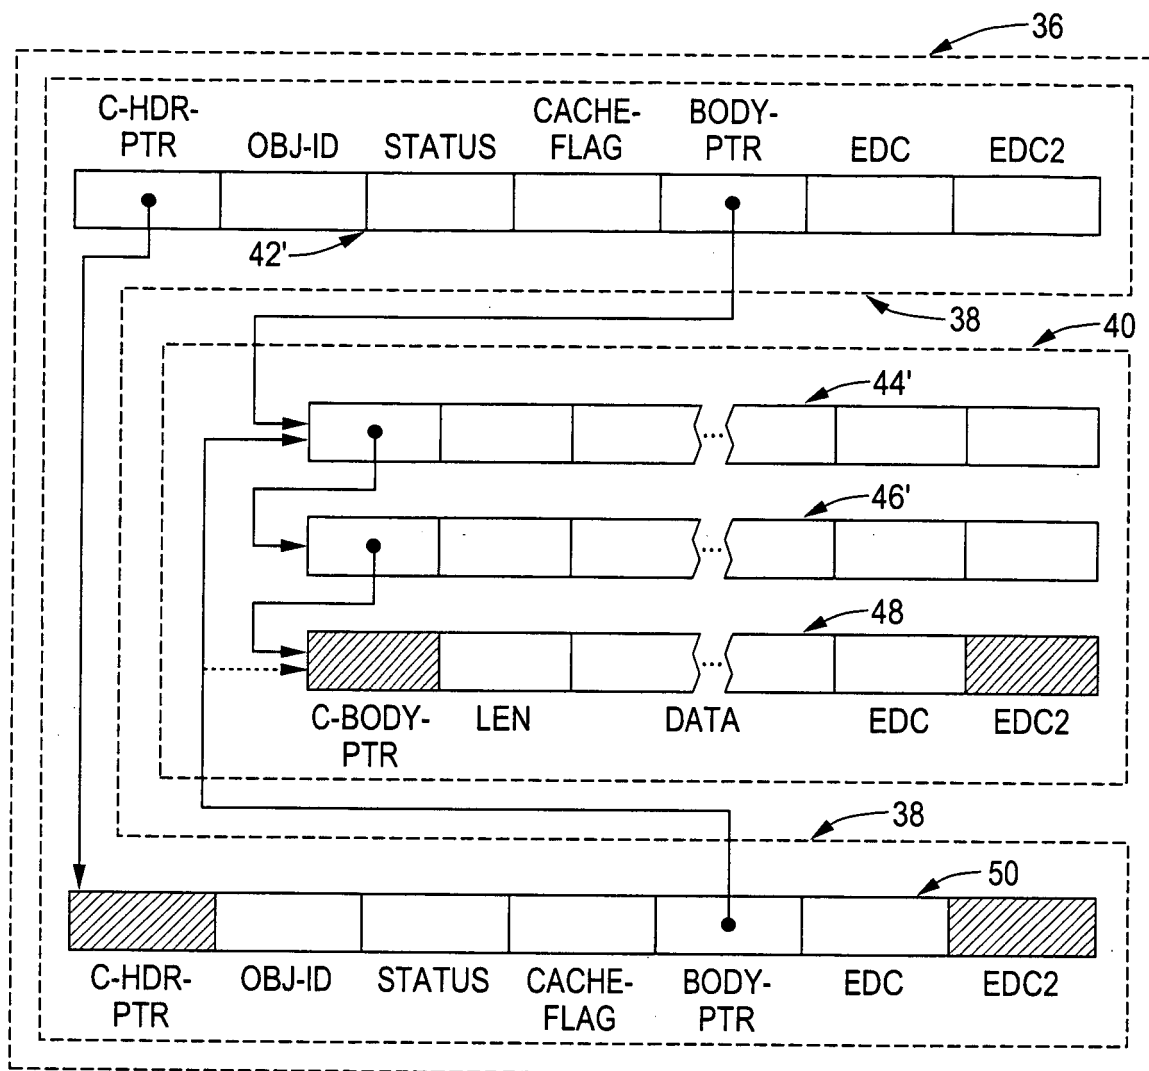 36
C-HDR-
PTR
OBJ-ID
STATUS
CACHE-
FLAG
BODY-
PTR
EDC
EDC2
42'
38
40
44'
...
46'
...
48
...
C-BODY-
PTR
LEN
DATA
EDC
EDC2
38
50
C-HDR-
PTR
OBJ-ID
STATUS
CACHE-
FLAG
BODY-
PTR
EDC
EDC2